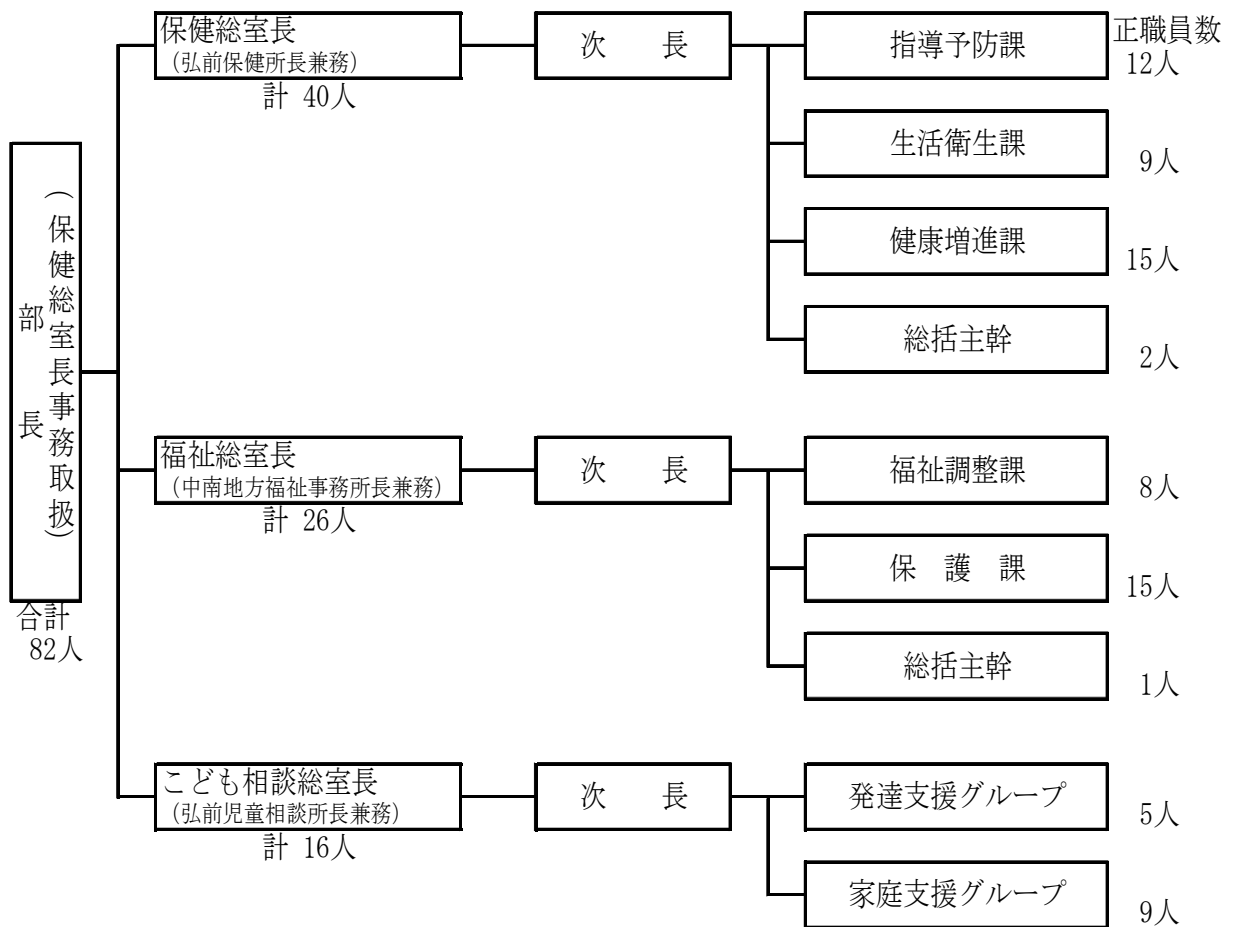 保健総室長
(弘前保健所長兼務)
計 40人
次　長
指導予防課
正職員数
12人
生活衛生課
9人
健康増進課
15人
総括主幹
2人
部　長
(保健総室長事務取扱)
合計
82人
福祉総室長
(中南地方福祉事務所長兼務)
計 26人
次　長
福祉調整課
8人
保　護　課
15人
総括主幹
1人
こども相談総室長
(弘前児童相談所長兼務)
計 16人
次　長
発達支援グループ
5人
家庭支援グループ
9人